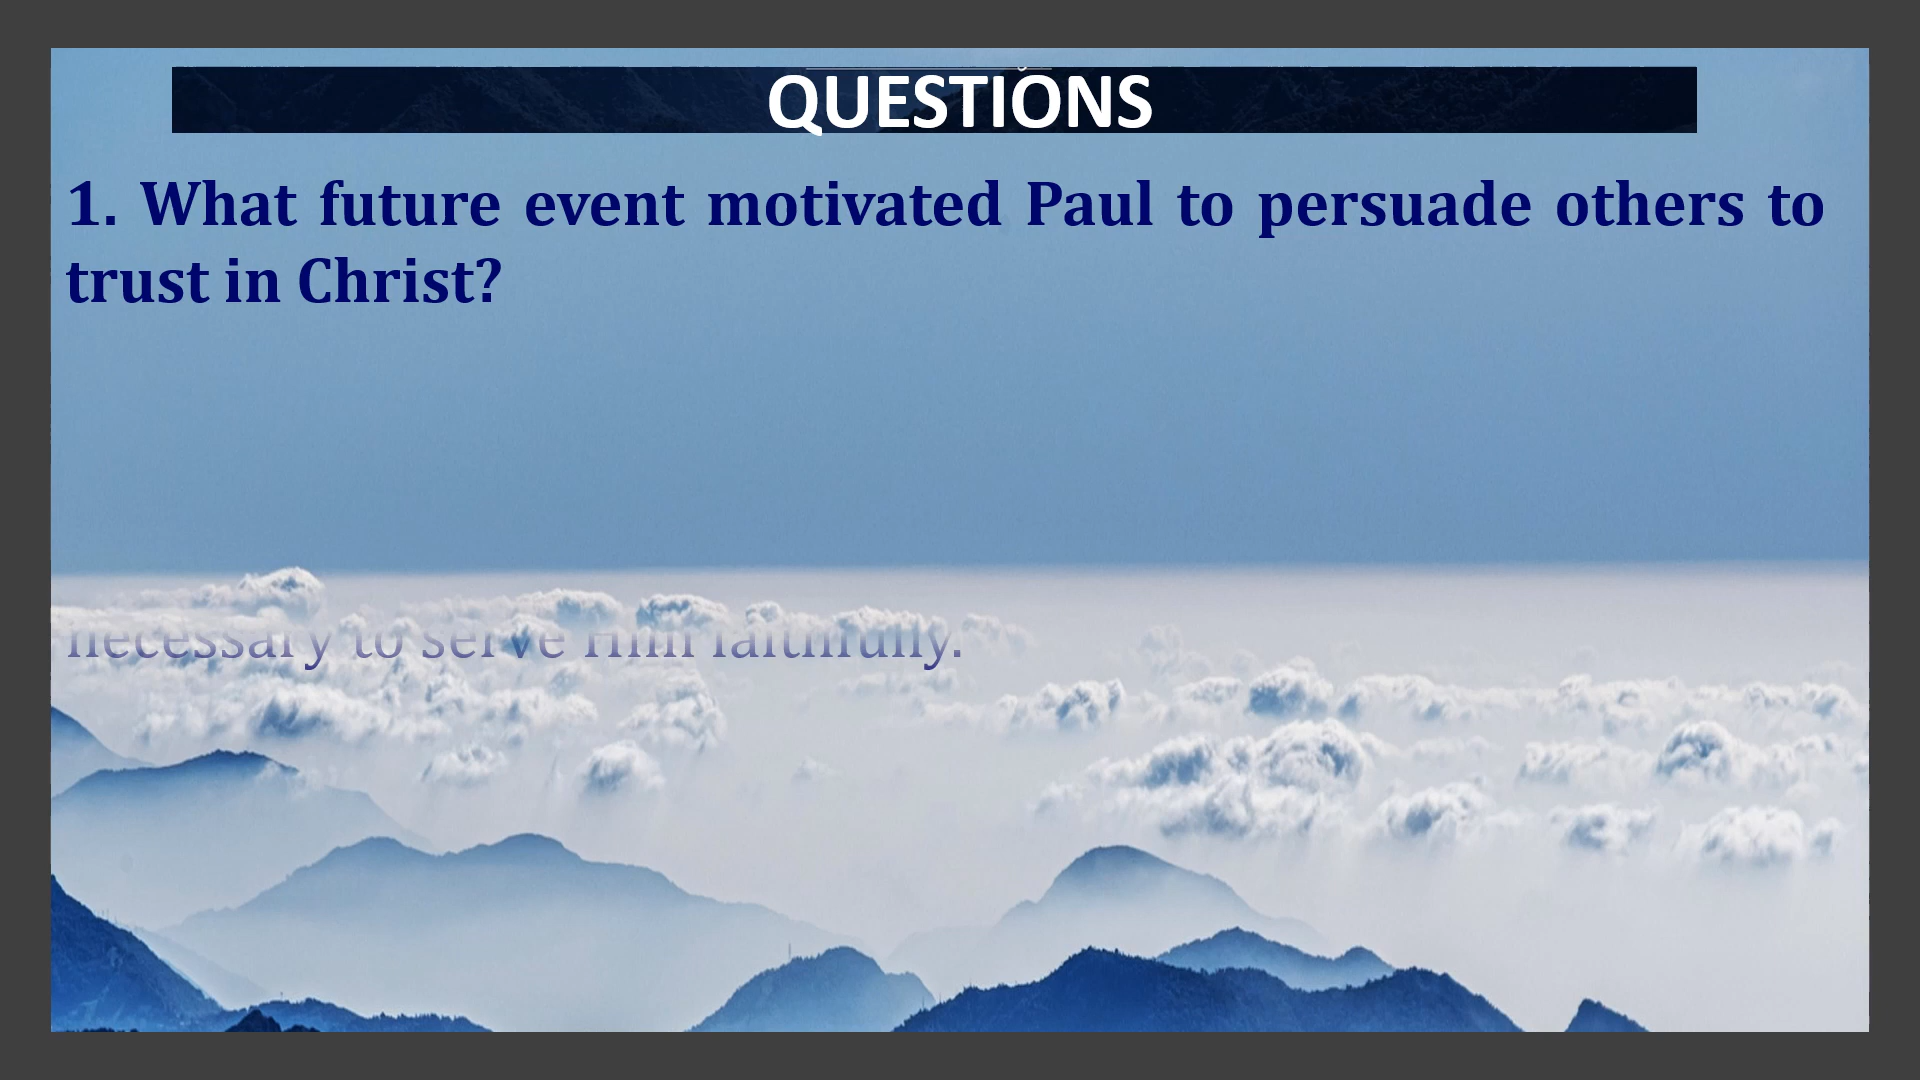 QUESTIONS
1. What future event motivated Paul to persuade others to
trust in Christ?
necessary to serve Him faithfully.